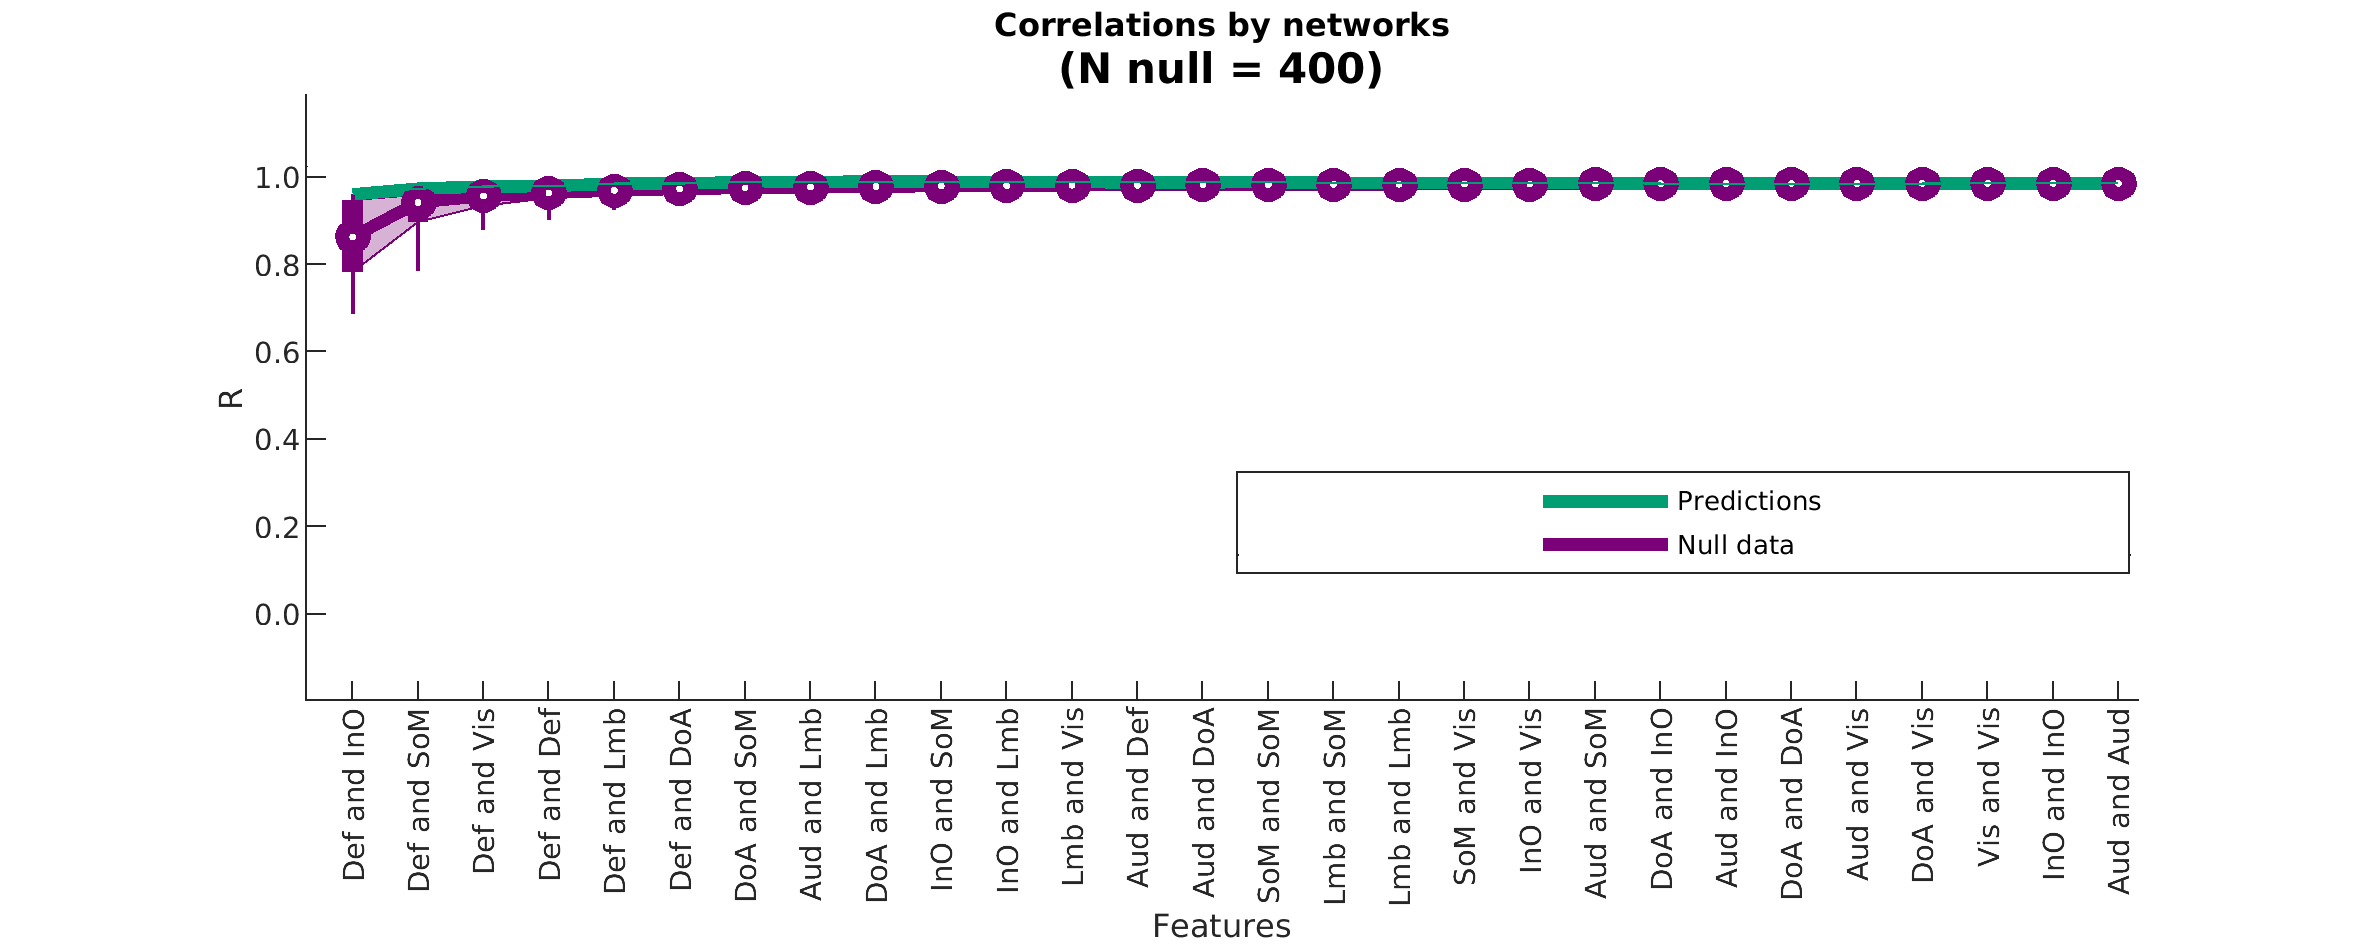 Correlations by networks
(N null = 400)
1.0
0.8
0.6
0.4
0.2
0.0
R
Predictions
Null data
Def and InO
Def and SoM
Def and Vis
Def and Def
Def and Lmb
Def and DoA
DoA and SoM
Aud and Lmb
DoA and Lmb
InO and SoM
InO and Lmb
Lmb and Vis
Aud and Def
Aud and DoA
SoM and SoM
Lmb and SoM
Lmb and Lmb
SoM and Vis
InO and Vis
Aud and SoM
DoA and InO
Aud and InO
DoA and DoA
Aud and Vis
DoA and Vis
Vis and Vis
InO and InO
Aud and Aud
Features